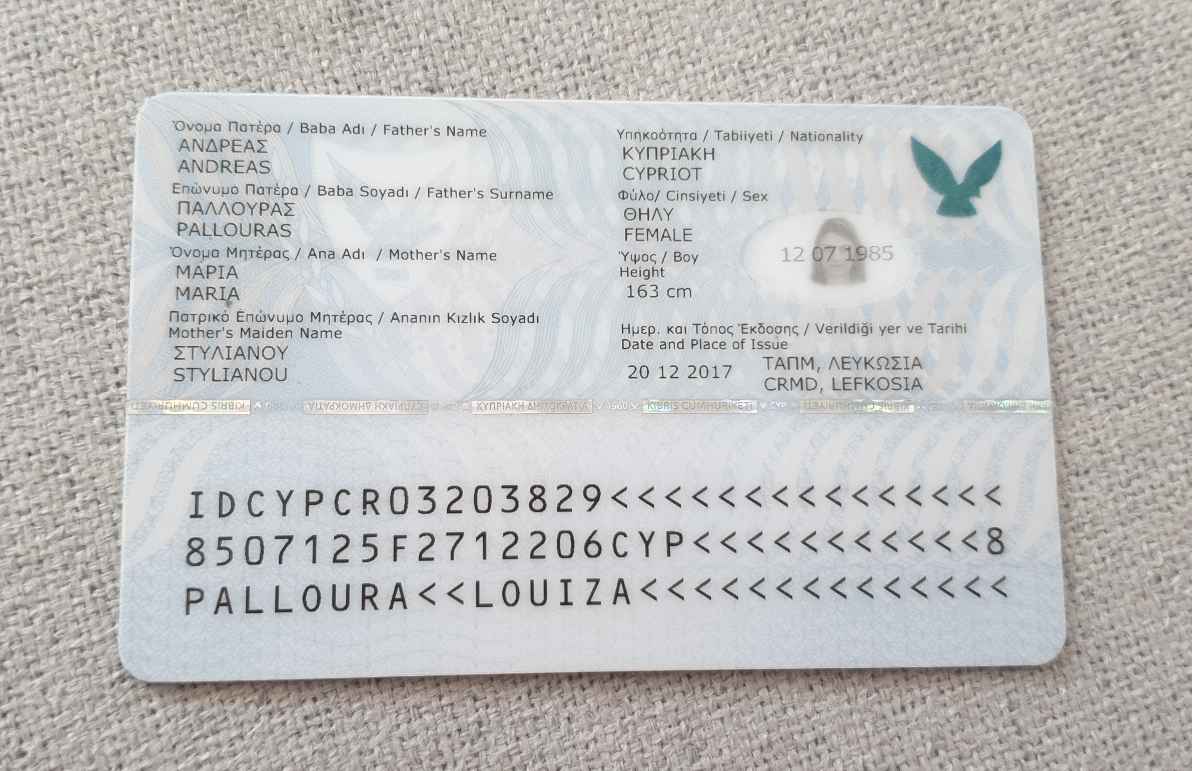 Όνομα Πατέρα / Baba Adı / Father's Name
ΑΝΔΡΕΑΣ
ANDREAS
Επώνυμο Πατέρα / Baba Soyadı / Father's Surname
ΠΑΛΛΟΥΡΑΣ
PALLOURAS
Όνομα Μητέρας / Ana Adı / Mother's Name
ΜΑΡΙΑ
MARIA
Πατρικό Επώνυμο Μητέρας / Ananın Kızlık Soyadı
Mother's Maiden Name
ΣΤΥΛΙΑΝΟΥ
STYLIANOU
Υπηκοότητα / Tabiiyeti / Nationality
ΚΥΠΡΙΑΚΗ
CYPRIOT
Φύλο/ Cinsiyeti / Sex
ΘΗΛΥ
FEMALE
Ύψος / Boy
Height
163 cm
12 07 1985
Ημερ. και Τόπος Έκδοσης / Verildiği yer ve Tarihi
Date and Place of Issue
20 12 2017
ΤΑΠΜ, ΛΕΥΚΩΣΙΑ
CRMD, LEFKOSIA
KIBRIS CUMHURIYETI
ΚΥΠΡΙΑΚΗ ΔΗΜΟΚΡΑΤΙΑ
IDCYPCR03203829<<<<<<<<<<<<<<<
8507125F2712206CYP<<<<<<<<<<<8
PALLOURA<<LOUIZA<<<<<<<<<<<<<<